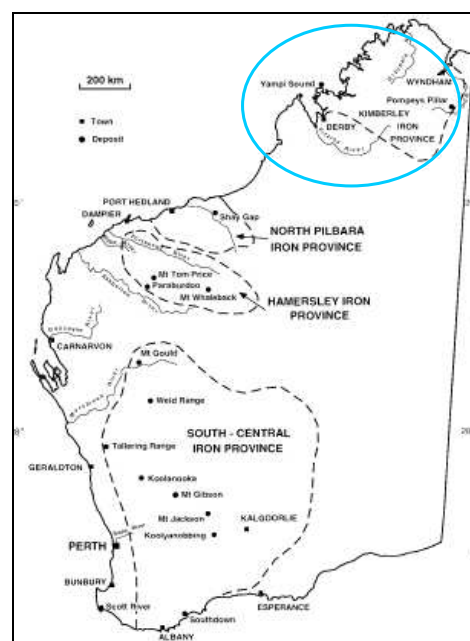 200 km
Town
Deposit
Yampi Sound
WYNDHAM
Pompeys Pillar
KIMBERLEY
IRON
PROVINCE
DERBY
River
PORT HEDLAND
DAMPIER
Shay Gap
NORTH PILBARA
IRON PROVINCE
Mt Tom Price
Paraburdoo
Mt Whaleback
HAMERSLEY IRON
PROVINCE
River
CARNARVON
Mt Gould
River
Weld Range
SOUTH - CENTRAL
IRON PROVINCE
Tallering Range
GERALDTON
Koolanooka
Mt Gibson
Mt Jackson
KALGOORLIE
Koolyanobbing
PERTH
BUNBURY
Scott River
Southdown
ESPERANCE
ALBANY